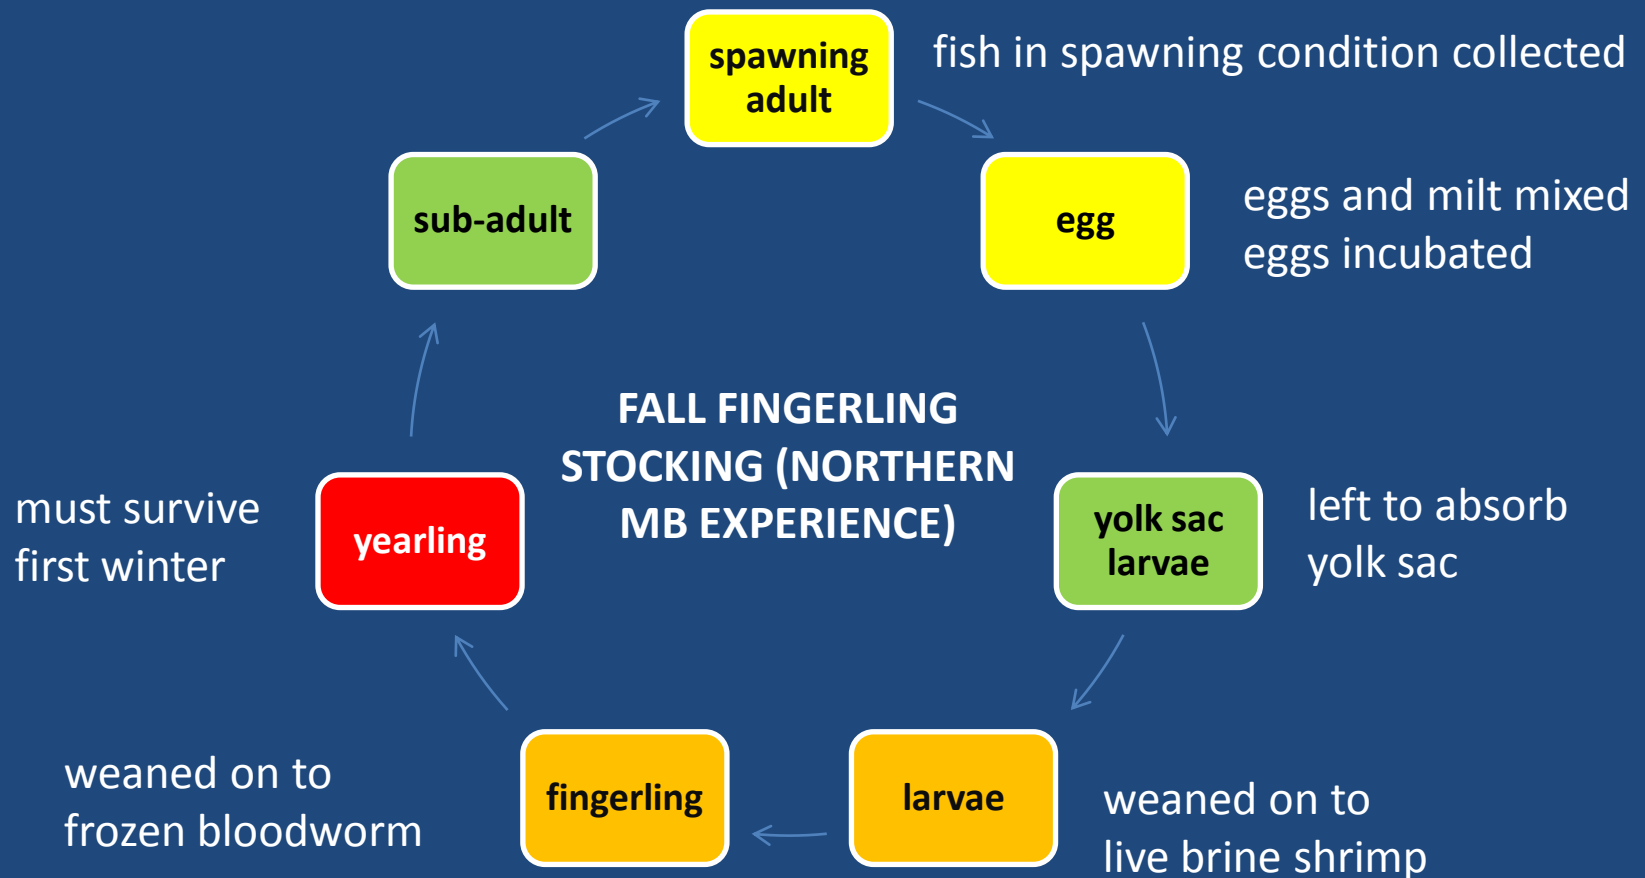 spawning
adult
fish in spawning condition collected
egg
eggs and milt mixed
eggs incubated
yolk sac
larvae
left to absorb
yolk sac
larvae
weaned on to
live brine shrimp
fingerling
weaned on to
frozen bloodworm
yearling
must survive
first winter
sub-adult
FALL FINGERLING
STOCKING (NORTHERN
MB EXPERIENCE)